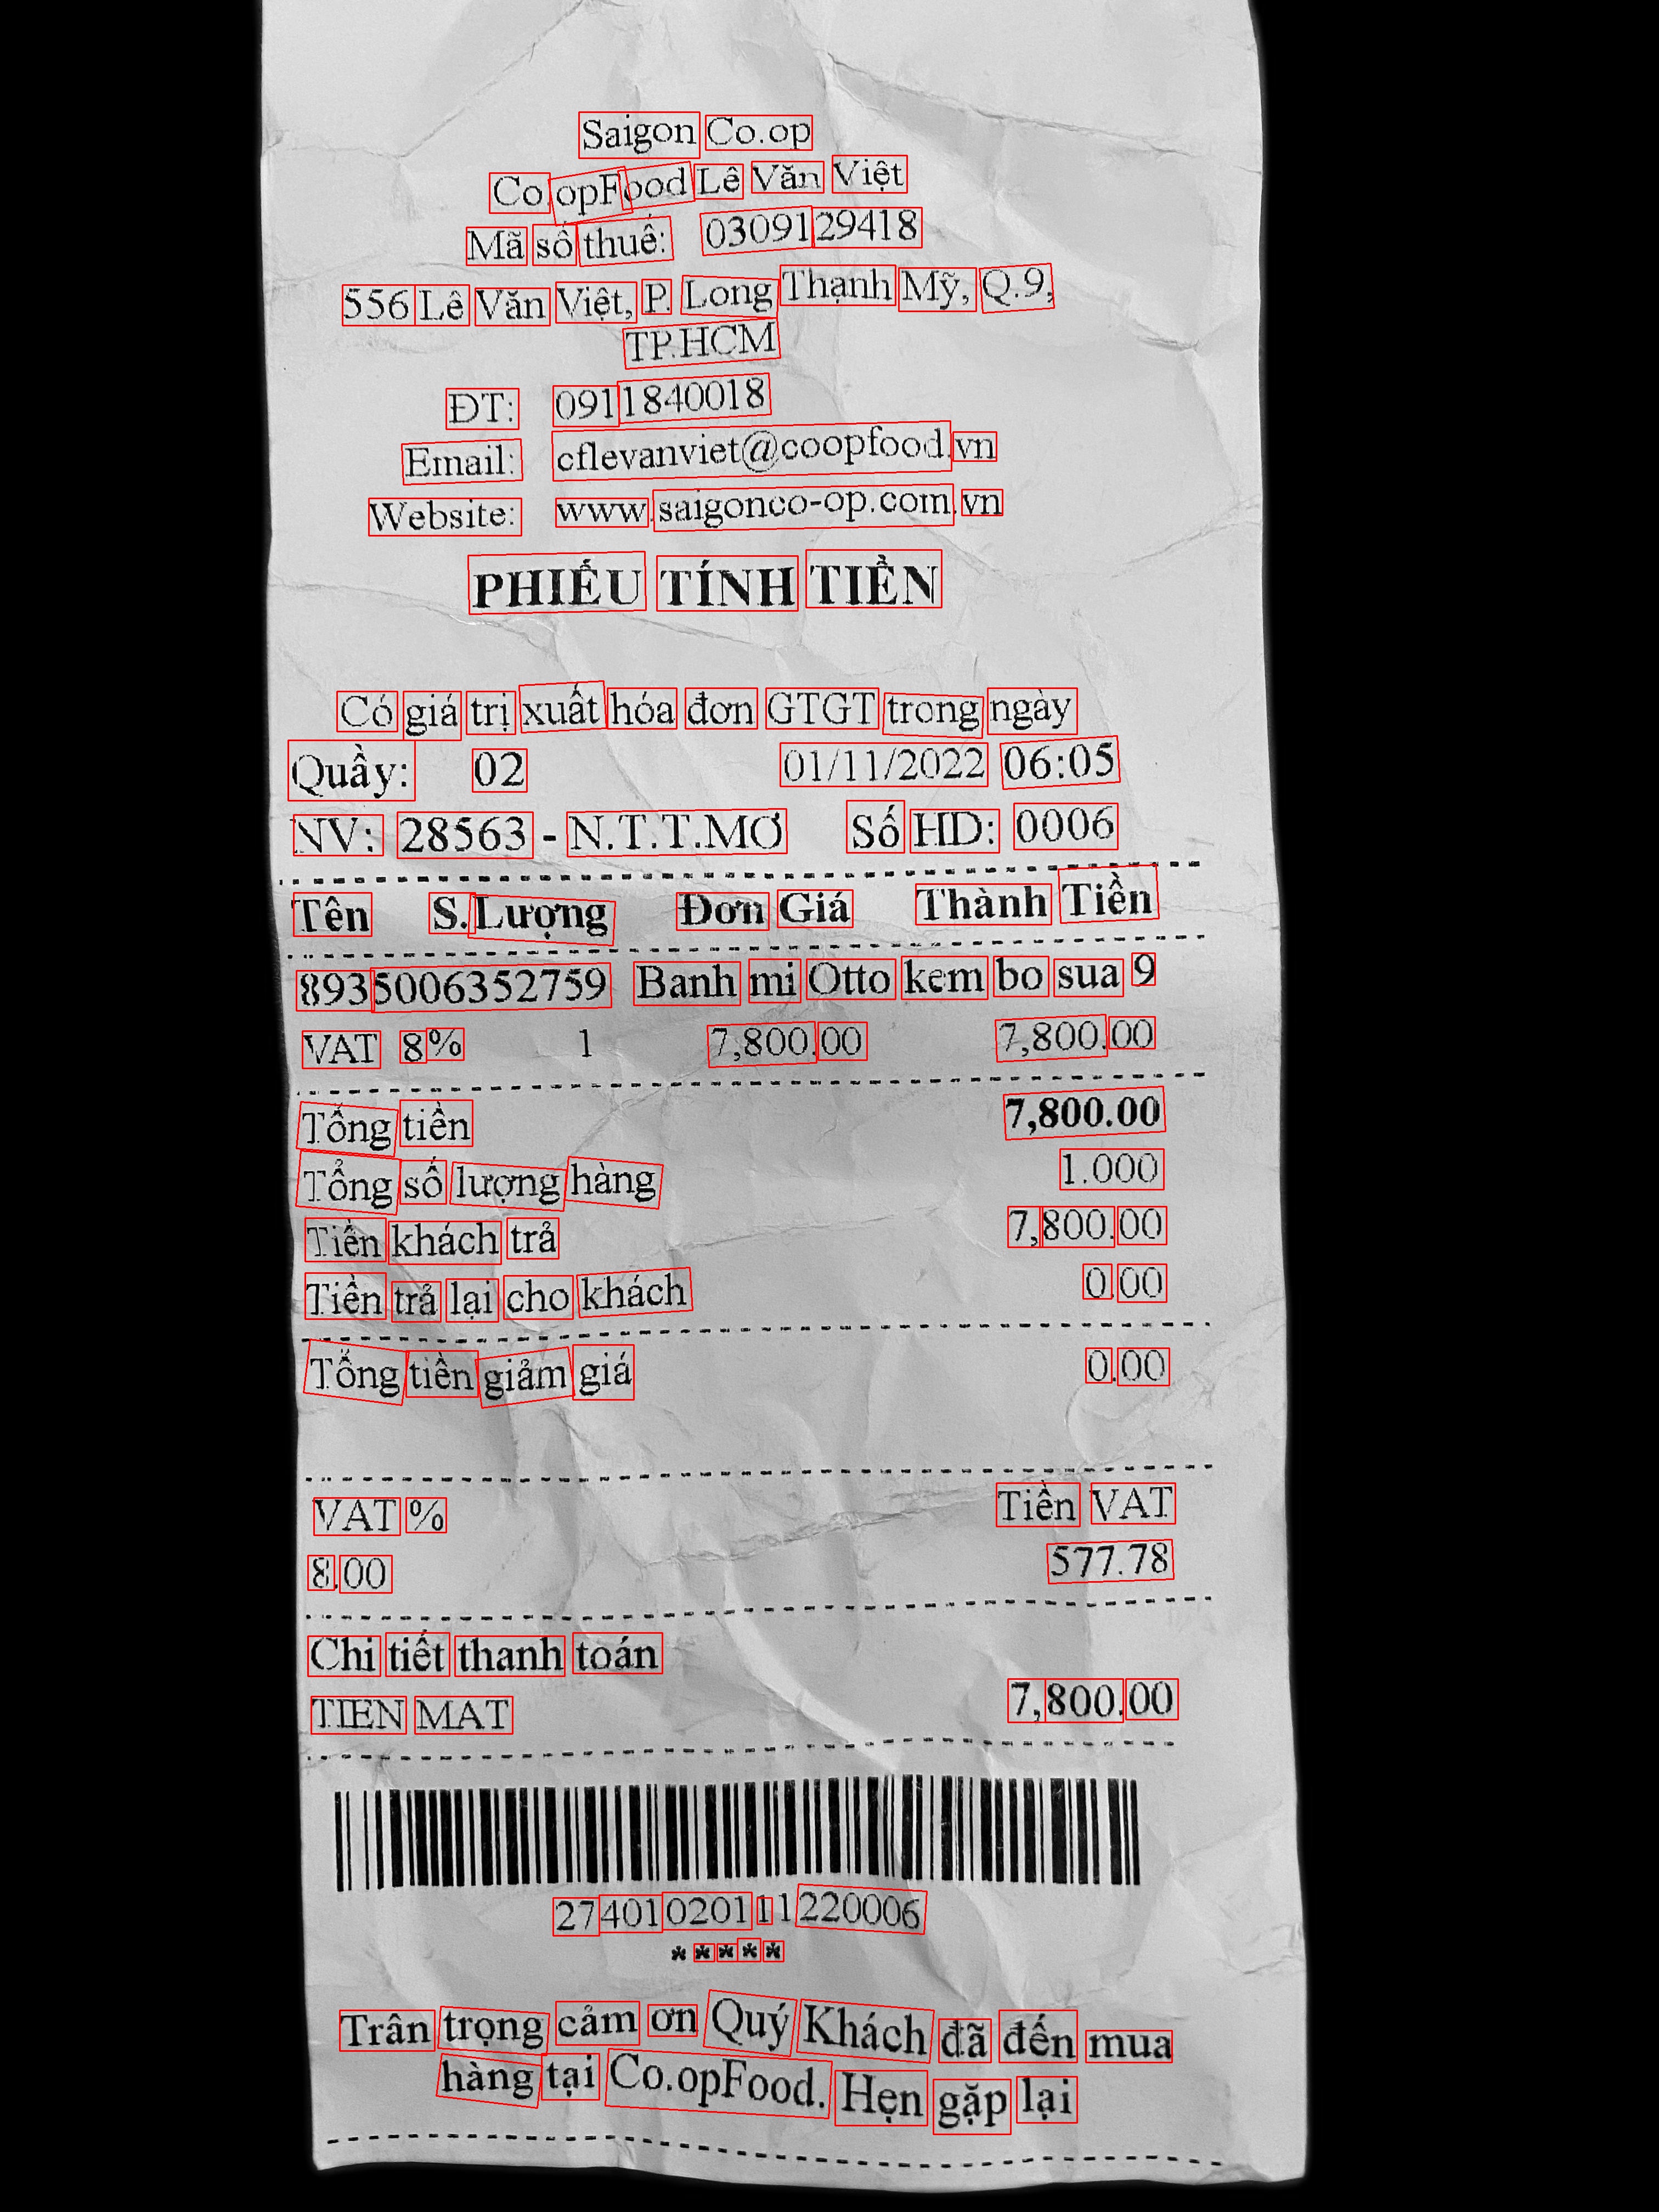 Saigon Co.op
Co.opFood Lê Văn Việt
Mã số thuế: 0309129418
556 Lê Văn Việt, P. Long Thạnh Mỹ, Q.9,
TP.HCM
ĐT: 0911840018
Email: cflevanviet@coopfood.vn
Website: www.saigonco-op.com.vn
PHIẾU TÍNH TIỀN
Có giá trị xuất hóa đơn GTGT trong ngày
Quầy: 02 01/11/2022 06:05
NV: 28563 - N.T.T.MƠ Số HD: 0006
Tên S.Lượng Đơn Giá Thành Tiền
8935006352759 Banh mi Otto kem bo sua 9
VAT 8% 1 7,800.00 7,800.00
Tổng tiền 7,800.00
Tổng số lượng hàng 1.000
Tiền khách trả 7,800.00
Tiền trả lại cho khách 0.00
Tổng tiền giảm giá 0.00
VAT % Tiền VAT
8.00 577.78
Chi tiết thanh toán
TIEN MAT 7,800.00
27401020111220006
*****
Trân trọng cảm ơn Quý Khách đã đến mua
hàng tại Co.opFood. Hẹn gặp lại